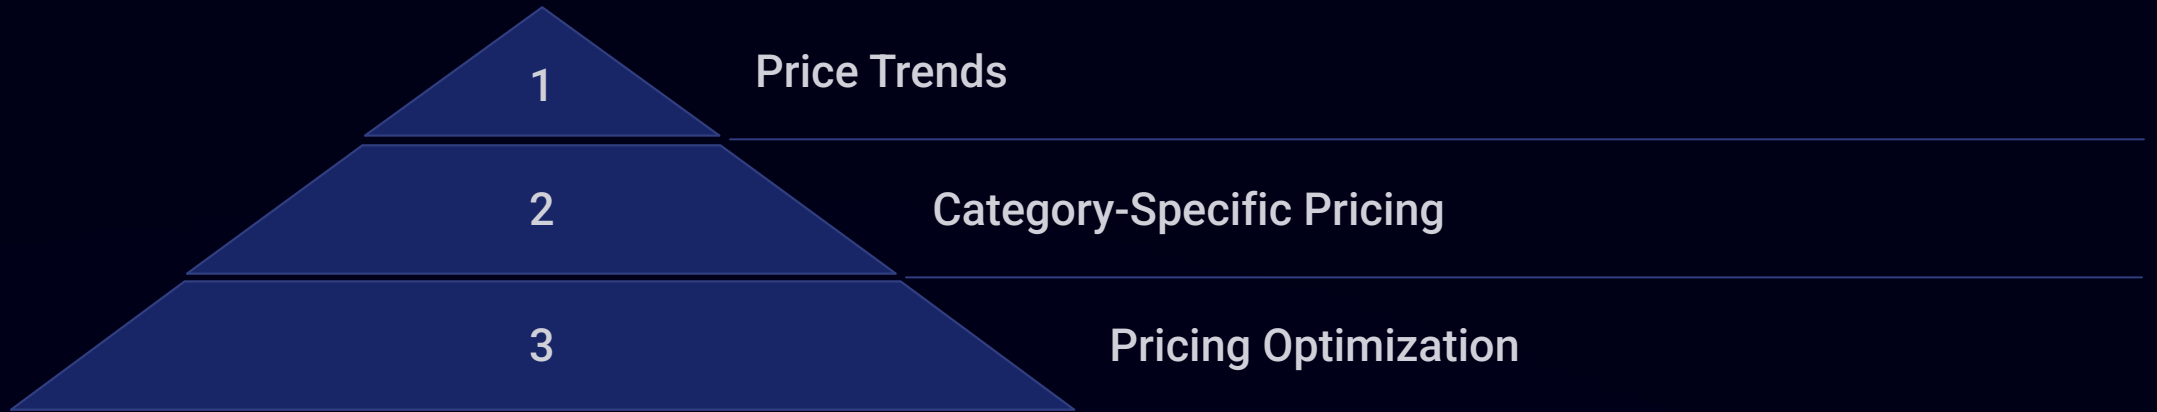 1
Price Trends
2
Category-Specific Pricing
3
Pricing Optimization